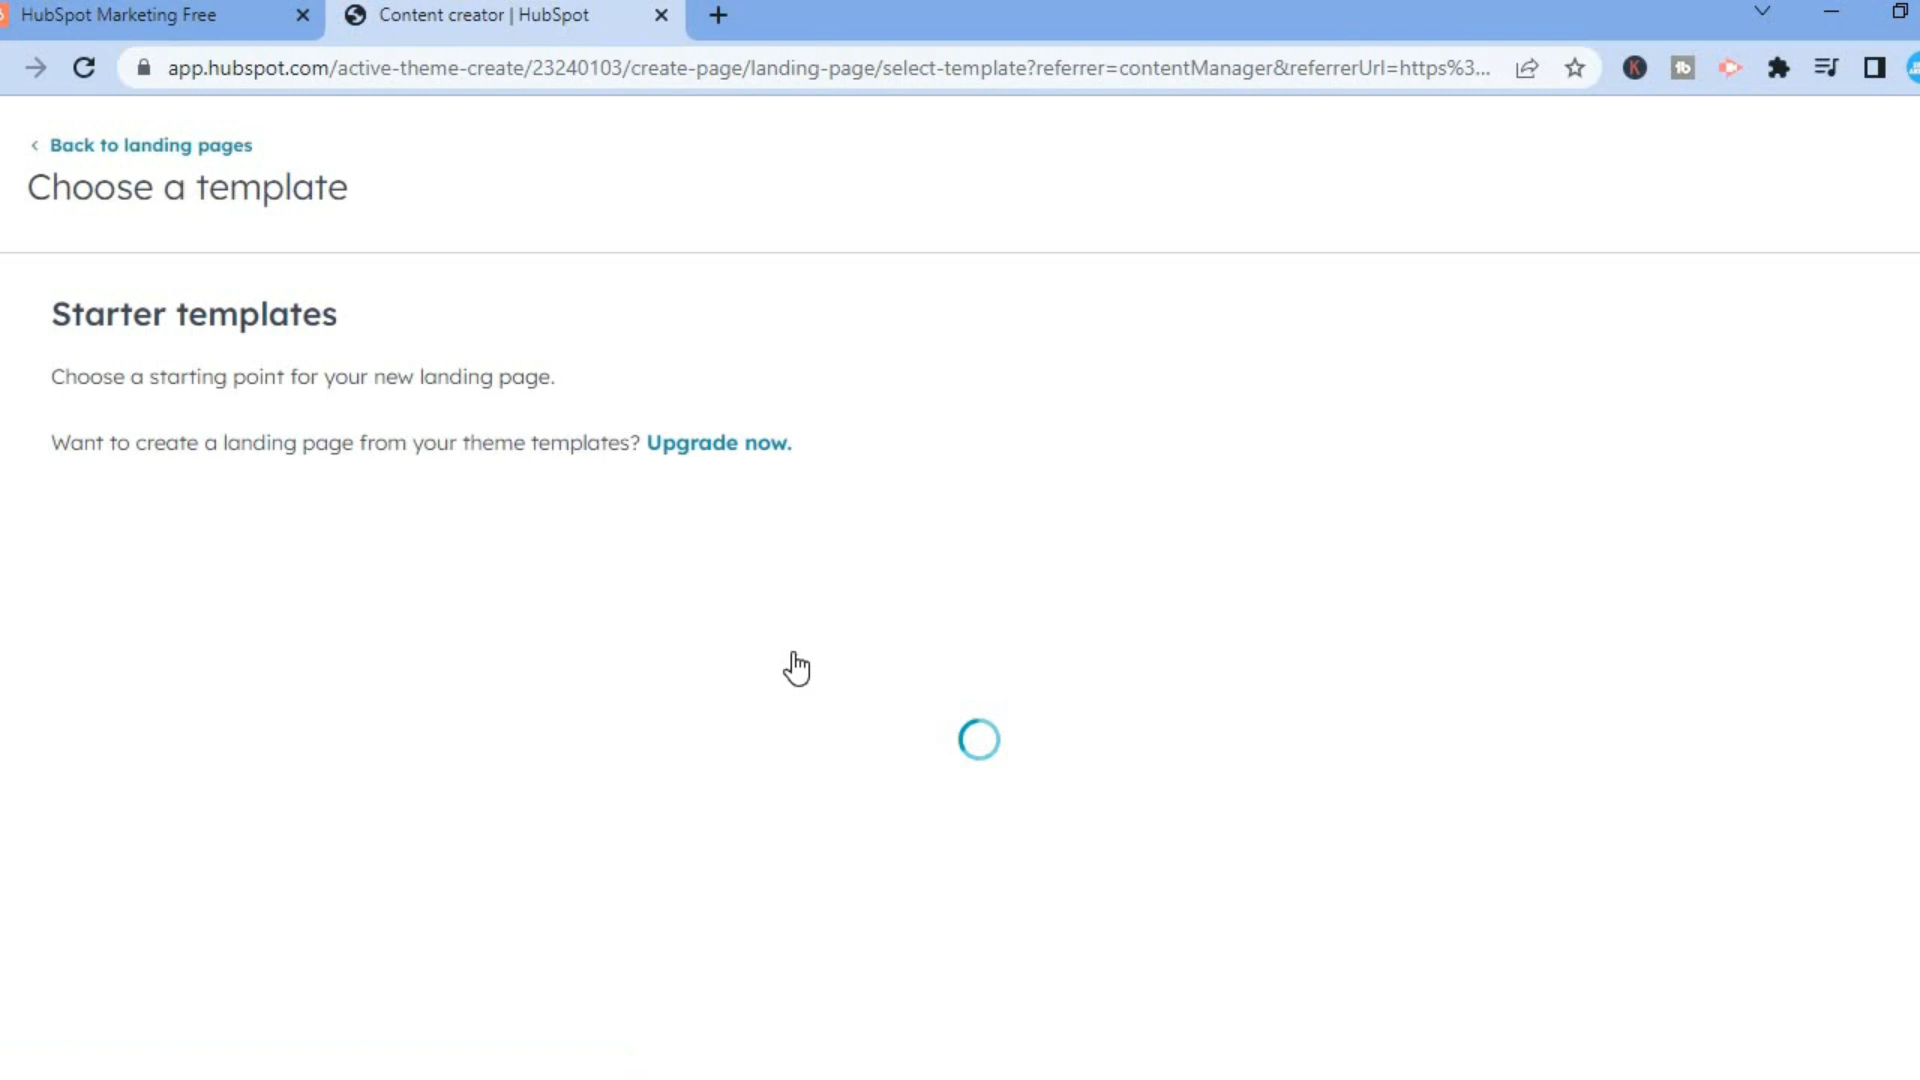 HubSpot Marketing Free
Content creator | HubSpot
app.hubspot.com/active-theme-create/23240103/create-page/landing-page/select-template?referrer=contentManager&referrerUrl=https%3...
K
tb
Back to landing pages
Choose a template
Starter templates
Choose a starting point for your new landing page.
Want to create a landing page from your theme templates? Upgrade now.